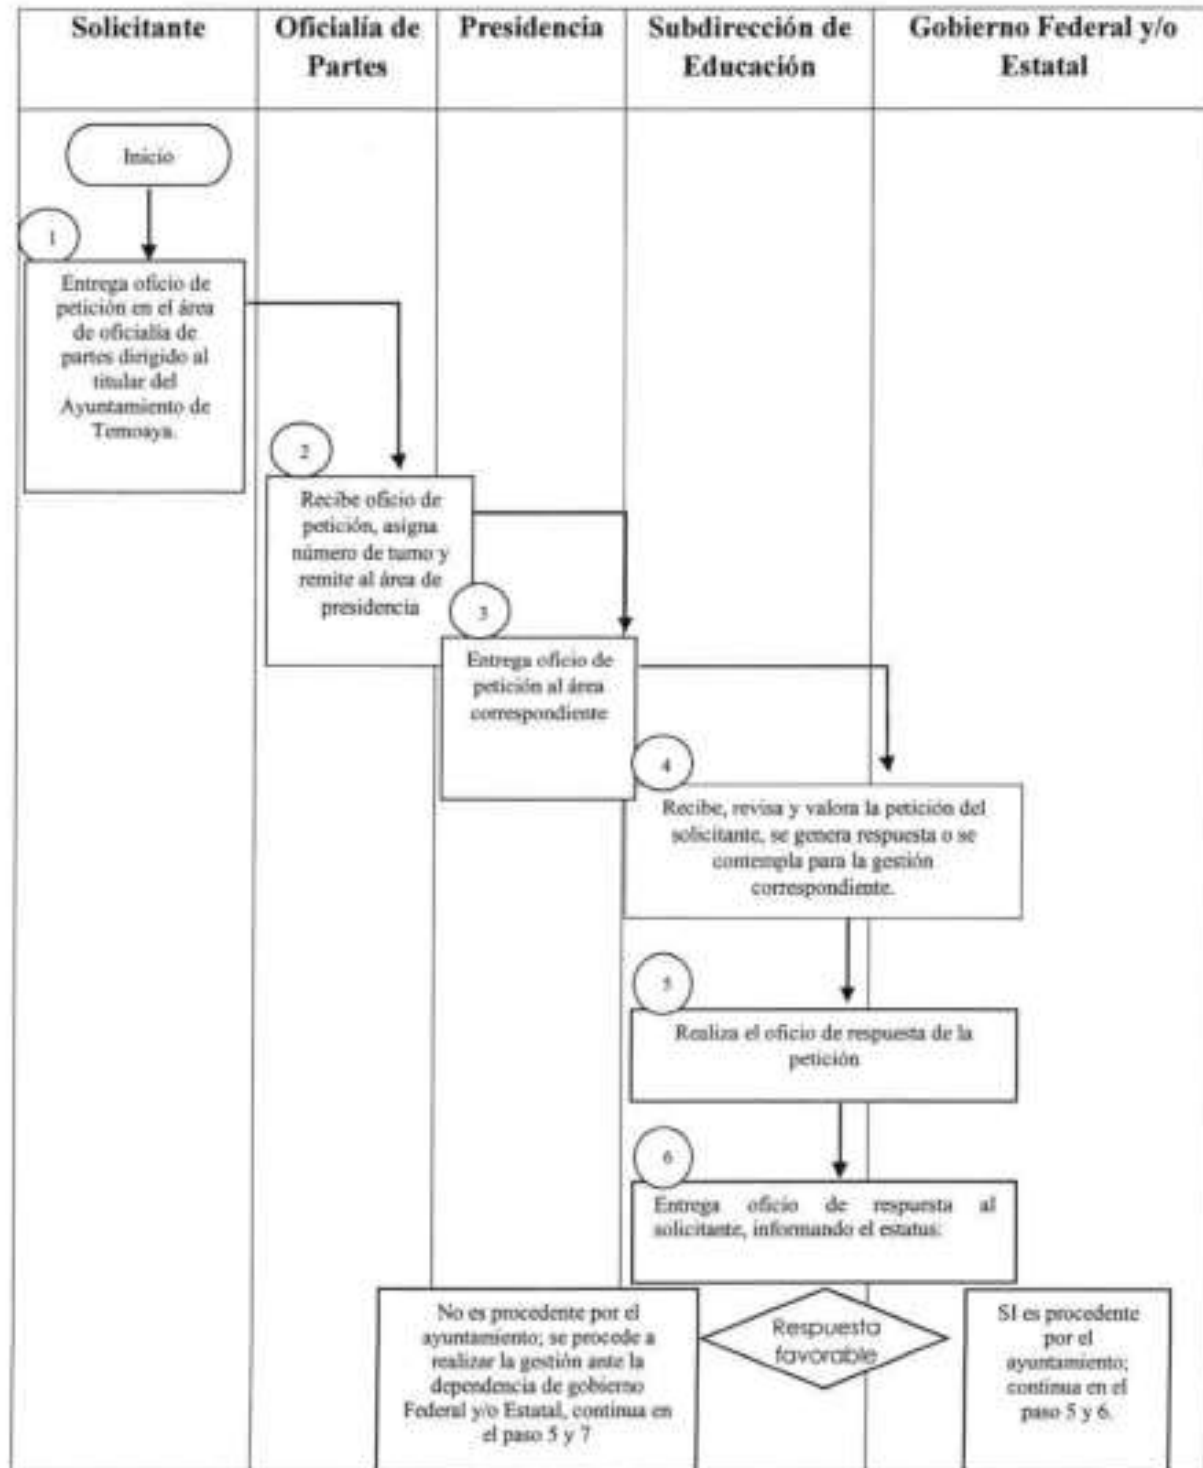 Solicitante
Oficialía de
Partes
Presidencia
Subdirección de
Educación
Gobierno Federal y/o
Estatal
Inicio
1
Entrega oficio de
petición en el área
de oficialía de
partes dirigido al
titular del
Ayuntamiento de
Temoaya.
2
Recibe oficio de
petición, asigna
número de turno y
remite al área de
presidencia
3
Entrega oficio de
petición al área
correspondiente
4
Recibe, revisa y valora la petición del
solicitante, se genera respuesta o se
contempla para la gestión
correspondiente.
5
Realiza el oficio de respuesta de la
petición
6
Entrega oficio de respuesta al
solicitante, informando el estatus:
No es procedente por el
ayuntamiento; se procede a
realizar la gestión ante la
dependencia de gobierno
Federal y/o Estatal, continua en
el paso 5 y 7
Respuesta
favorable
SI es procedente
por el
ayuntamiento;
continua en el
paso 5 y 6.